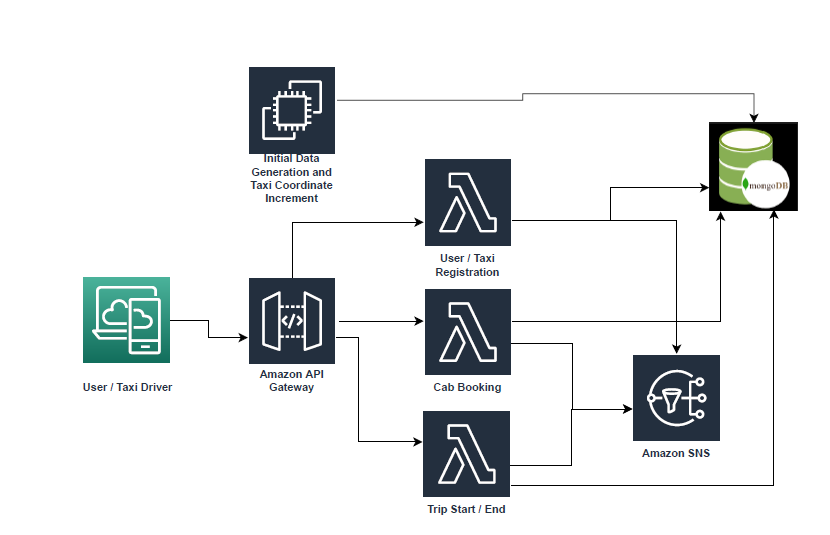 Initial Data
Generation and
Taxi Coordinate
Increment
mongoDB
User / Taxi
Registration
</>
Amazon API
Gateway
User / Taxi Driver
Cab Booking
Amazon SNS
Trip Start / End